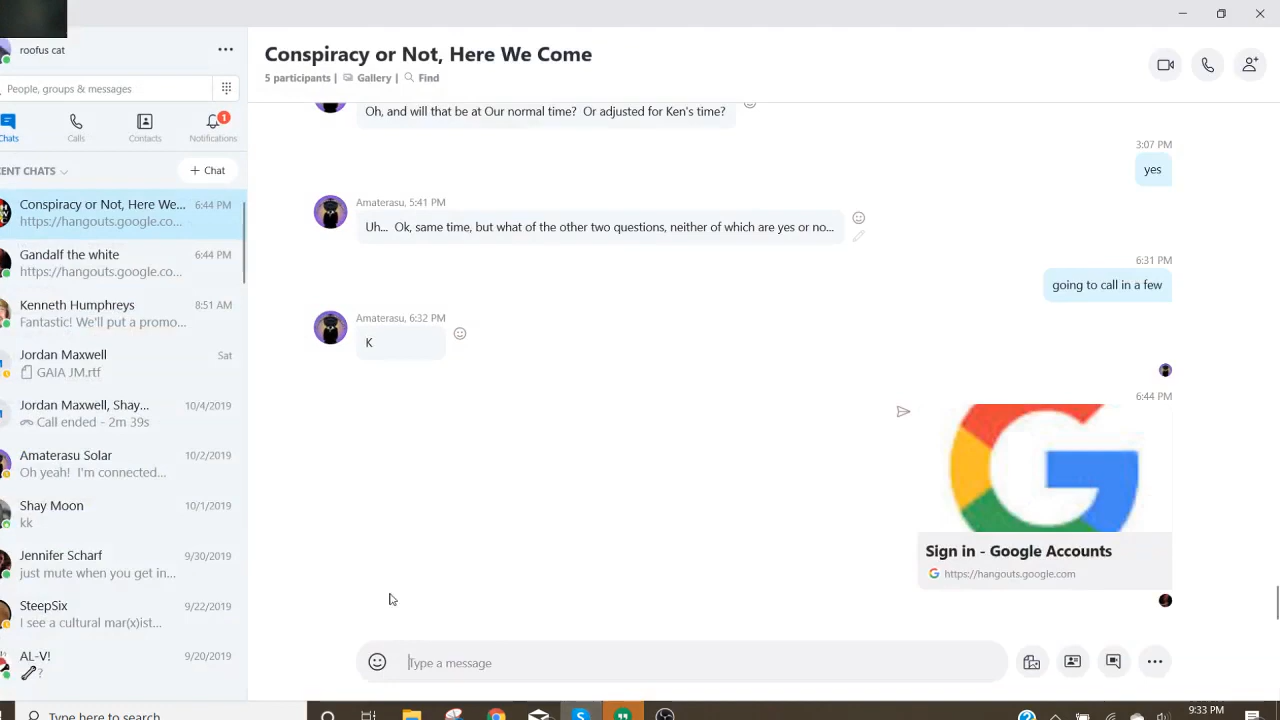 roofus cat
People, groups & messages
Chats
Calls
Contacts
1
Notifications
ECENT CHATS
+ Chat
Conspiracy or Not, Here We...
6:44 PM
https://hangouts.google.co...
Gandalf the white
6:44 PM
https://hangouts.google.co...
Kenneth Humphreys
8:51 AM
Fantastic! We'll put a promo...
Jordan Maxwell
Sat
GAIA JM.rtf
Jordan Maxwell, Shay...
10/4/2019
Call ended - 2m 39s
Amaterasu Solar
10/2/2019
Oh yeah! I'm connected...
Shay Moon
10/1/2019
kk
Jennifer Scharf
9/30/2019
just mute when you get in...
SteepSix
9/22/2019
I see a cultural mar(x)ist...
AL-V!
9/20/2019
?
Conspiracy or Not, Here We Come
5 participants | Gallery | Find
Oh, and will that be at Our normal time? Or adjusted for Ken's time?
3:07 PM
yes
Amaterasu, 5:41 PM
Uh... Ok, same time, but what of the other two questions, neither of which are yes or no...
6:31 PM
going to call in a few
Amaterasu, 6:32 PM
K
6:44 PM
Sign in - Google Accounts
https://hangouts.google.com
Type a message
Type here to search
9:33 PM